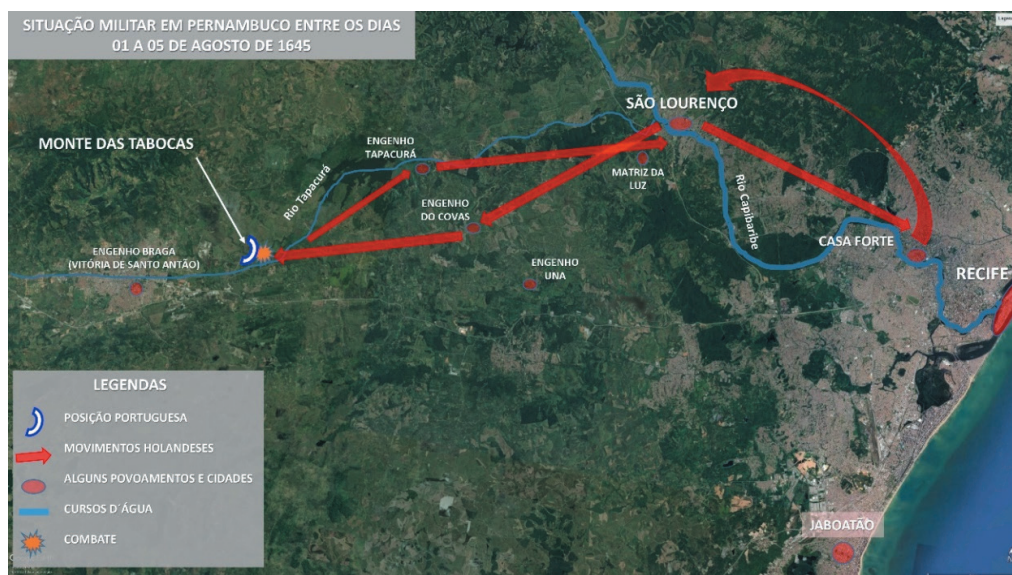 SITUAÇÃO MILITAR EM PERNAMBUCO ENTRE OS DIAS
01 A 05 DE AGOSTO DE 1645
SÃO LOURENÇO
MONTE DAS TABOCAS
ENGENHO
TAPACURÁ
MATRIZ DA
LUZ
Rio Tapacurá
Rio Capibaribe
ENGENHO
DO COVAS
CASA FORTE
ENGENHO BRAGA
(VITÓRIA DE SANTO ANTÃO)
ENGENHO
UNA
RECIFE
LEGENDAS
POSIÇÃO PORTUGUESA
MOVIMENTOS HOLANDESES
ALGUNS POVOAMENTOS E CIDADES
CURSOS D´ÁGUA
COMBATE
JABOATÃO